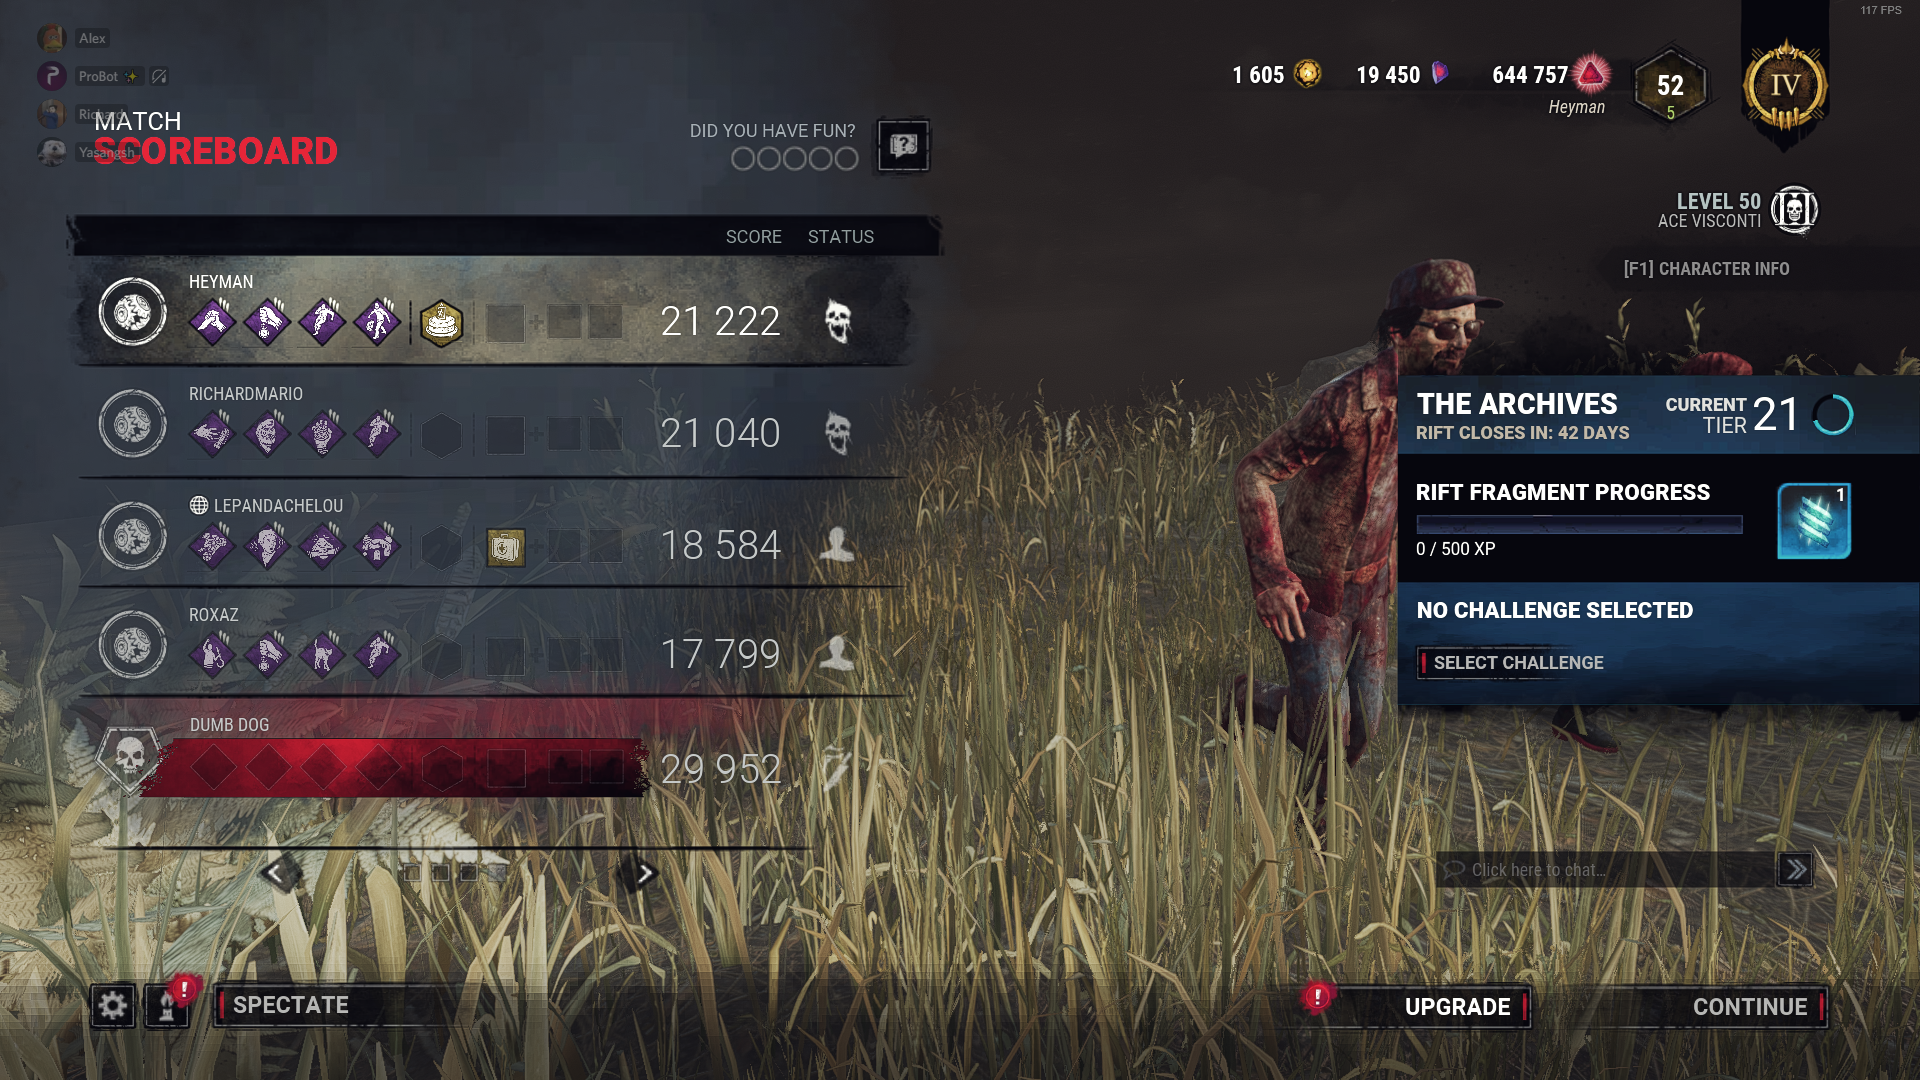 117 FPS
Alex
ProBot
Richard
Yasangsh
MATCH
SCOREBOARD
DID YOU HAVE FUN?
1 605
19 450
644 757
Heyman
52
5
IV
LEVEL 50
ACE VISCONTI
III
[F1] CHARACTER INFO
SCORE STATUS
HEYMAN
21 222
RICHARDMARIO
21 040
LEPANDACHELOU
18 584
ROXAZ
17 799
DUMB DOG
29 952
THE ARCHIVES
RIFT CLOSES IN: 42 DAYS
CURRENT
TIER 21
RIFT FRAGMENT PROGRESS
1
0 / 500 XP
NO CHALLENGE SELECTED
SELECT CHALLENGE
Click here to chat...
SPECTATE
UPGRADE
CONTINUE